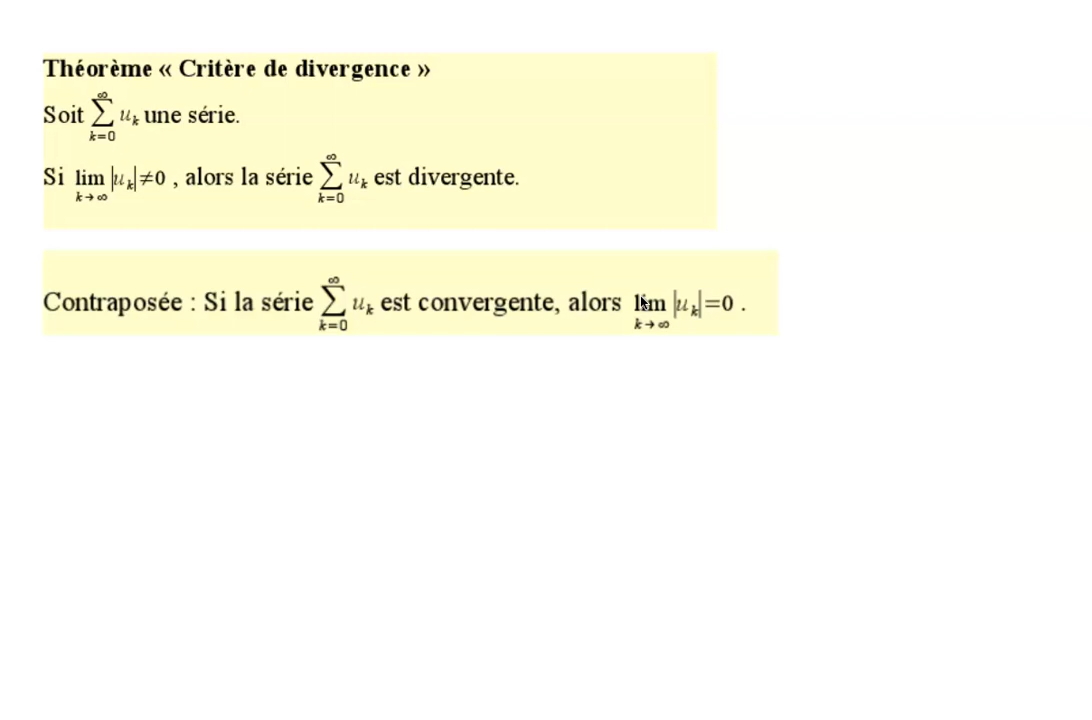 Théorème « Critère de divergence »
Soit ∑_{k=0}^{∞} u_k une série.
Si lim_{k→∞} |u_k|≠0 , alors la série ∑_{k=0}^{∞} u_k est divergente.
Contraposée : Si la série ∑_{k=0}^{∞} u_k est convergente, alors lim_{k→∞} |u_k|=0 .